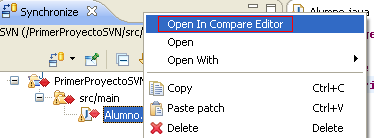 Synchronize
SVN (/PrimerProyectoSVN/src/
PrimerProyectoSVN
src/main
Alumno.
Open In Compare Editor
Open
Open With
Copy Ctrl+C
Paste patch Ctrl+V
Delete Delete
Alumno.java